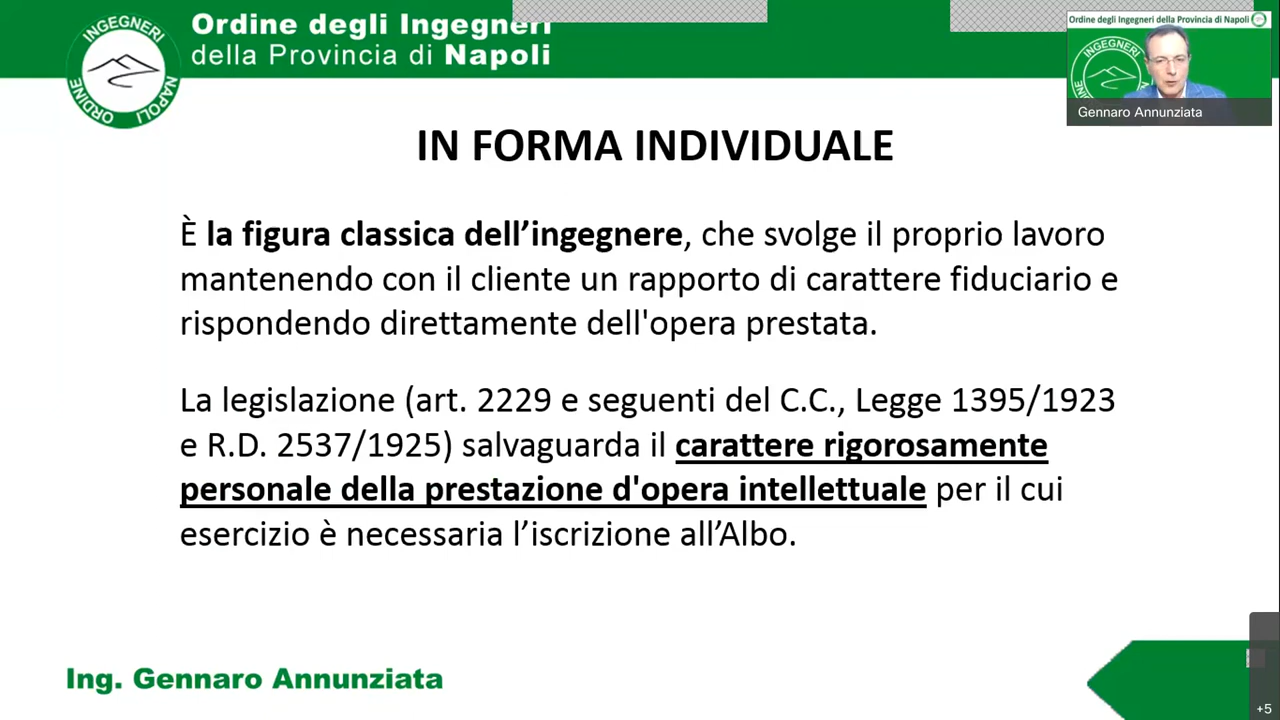 Ordine degli Ingegneri
della Provincia di Napoli
INGEGNERI
ORDINE NAPOLI
Ordine degli Ingegneri della Provincia di Napoli
INGEGNERI
Gennaro Annunziata
IN FORMA INDIVIDUALE
È la figura classica dell’ingegnere, che svolge il proprio lavoro
mantenendo con il cliente un rapporto di carattere fiduciario e
rispondendo direttamente dell'opera prestata.
La legislazione (art. 2229 e seguenti del C.C., Legge 1395/1923
e R.D. 2537/1925) salvaguarda il carattere rigorosamente
personale della prestazione d'opera intellettuale per il cui
esercizio è necessaria l’iscrizione all’Albo.
Ing. Gennaro Annunziata
+5